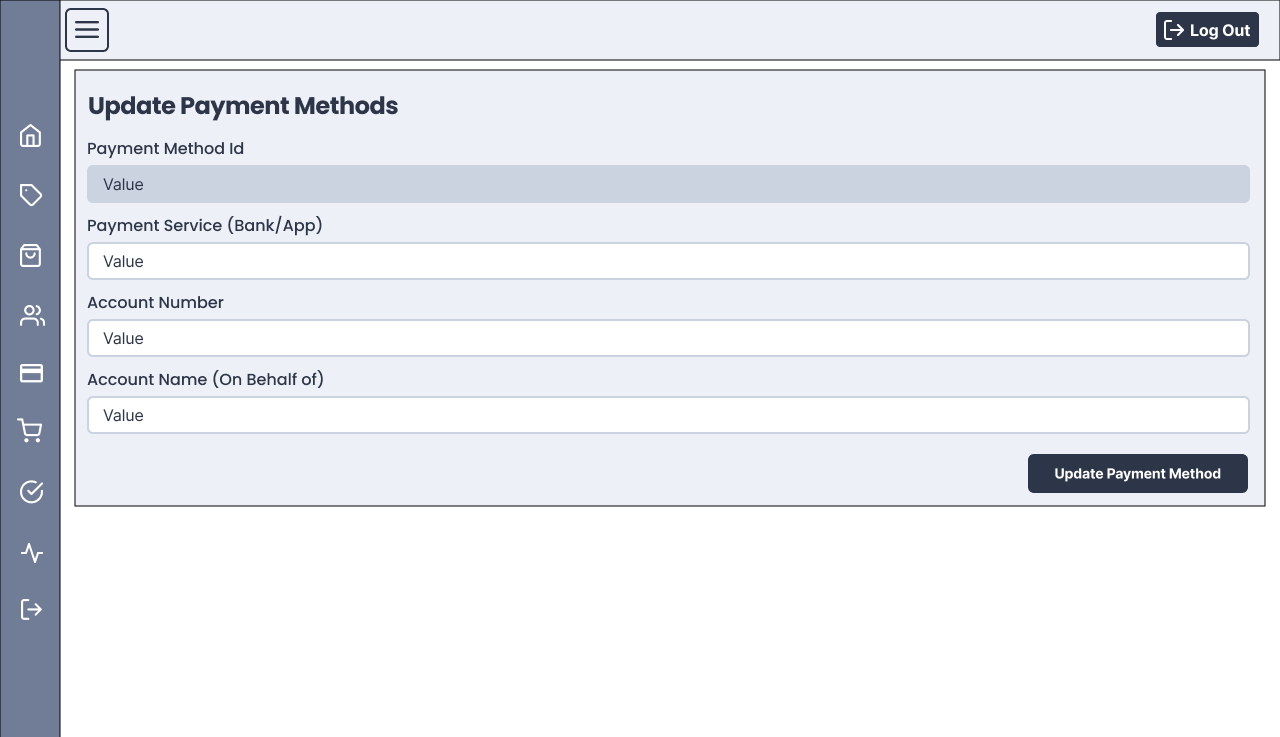 Log Out
Update Payment Methods
Payment Method Id
Value
Payment Service (Bank/App)
Value
Account Number
Value
Account Name (On Behalf of)
Value
Update Payment Method